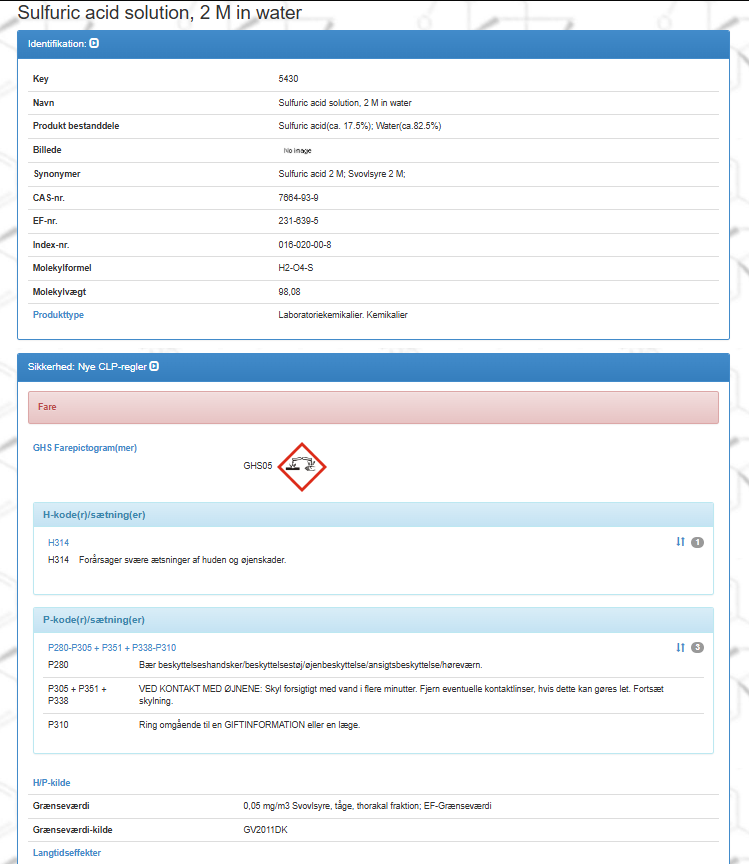 Sulfuric acid solution, 2 M in water
Identifikation:
Key 5430
Navn Sulfuric acid solution, 2 M in water
Produkt bestanddele Sulfuric acid(ca. 17.5%); Water(ca.82.5%)
Billede No image
Synonymer Sulfuric acid 2 M; Svovlsyre 2 M;
CAS-nr. 7664-93-9
EF-nr. 231-639-5
Index-nr. 016-020-00-8
Molekylformel H2-O4-S
Molekylvægt 98,08
Produkttype Laboratoriekemikalier. Kemikalier
Sikkerhed: Nye CLP-regler
Fare
GHS Farepictogram(mer)
GHS05
H-kode(r)/sætning(er)
H314 1
H314 Forårsager svære ætsninger af huden og øjenskader.
P-kode(r)/sætning(er)
P280-P305 + P351 + P338-P310 3
P280 Bær beskyttelseshandsker/beskyttelsestøj/øjenbeskyttelse/ansigtsbeskyttelse/høreværn.
P305 + P351 + VED KONTAKT MED ØJNENE: Skyl forsigtigt med vand i flere minutter. Fjern eventuelle kontaktlinser, hvis dette kan gøres let. Fortsæt
P338 skylning.
P310 Ring omgående til en GIFTINFORMATION eller en læge.
H/P-kilde
Grænseværdi 0,05 mg/m3 Svovlsyre, tåge, thorakal fraktion; EF-Grænseværdi
Grænseværdi-kilde GV2011DK
Langtidseffekter